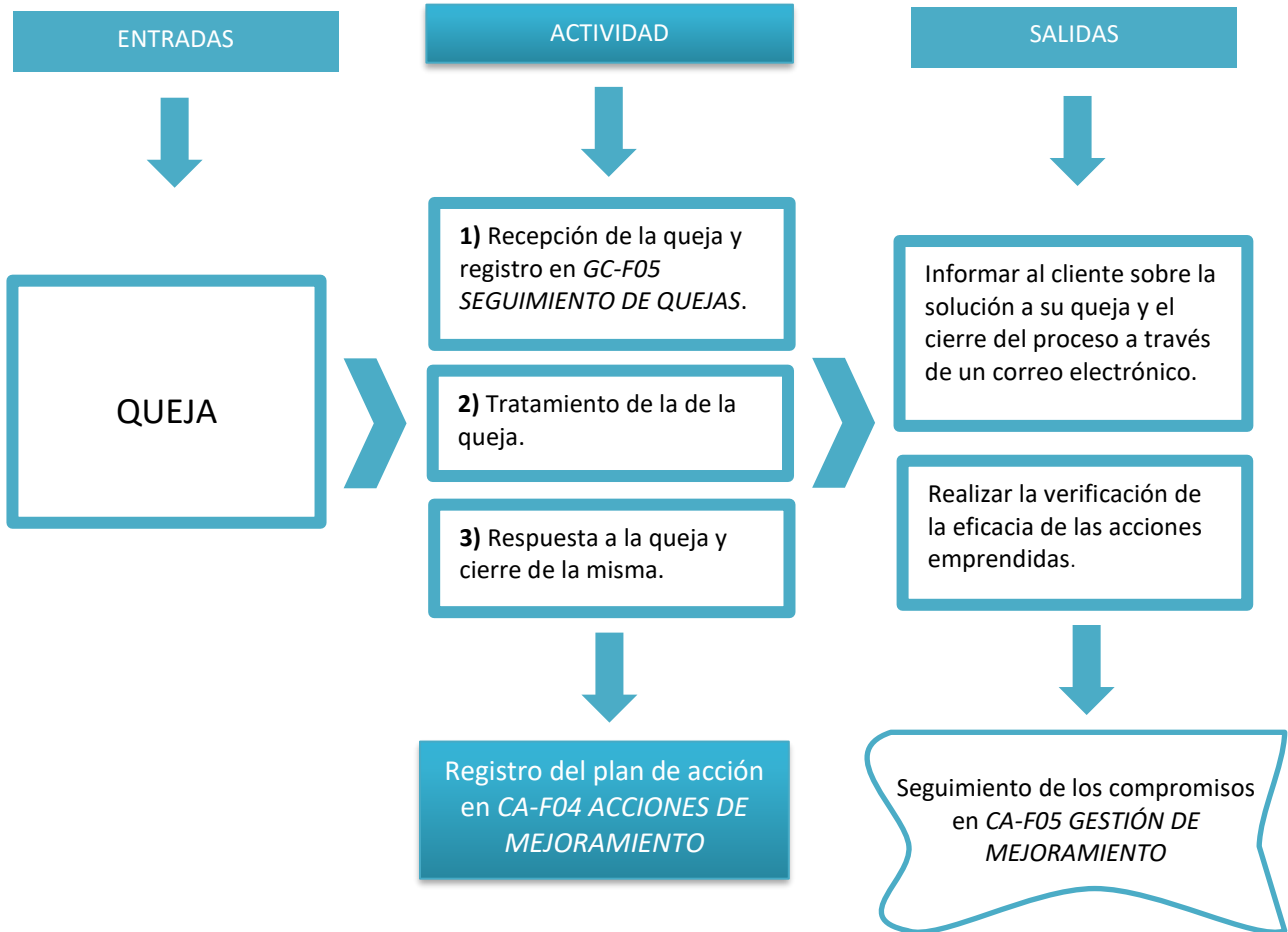 ENTRADAS
ACTIVIDAD
SALIDAS
QUEJA
1) Recepción de la queja y
registro en GC-F05
SEGUIMIENTO DE QUEJAS.
2) Tratamiento de la de la
queja.
3) Respuesta a la queja y
cierre de la misma.
Registro del plan de acción
en CA-F04 ACCIONES DE
MEJORAMIENTO
Informar al cliente sobre la
solución a su queja y el
cierre del proceso a través
de un correo electrónico.
Realizar la verificación de
la eficacia de las acciones
emprendidas.
Seguimiento de los compromisos
en CA-F05 GESTIÓN DE
MEJORAMIENTO